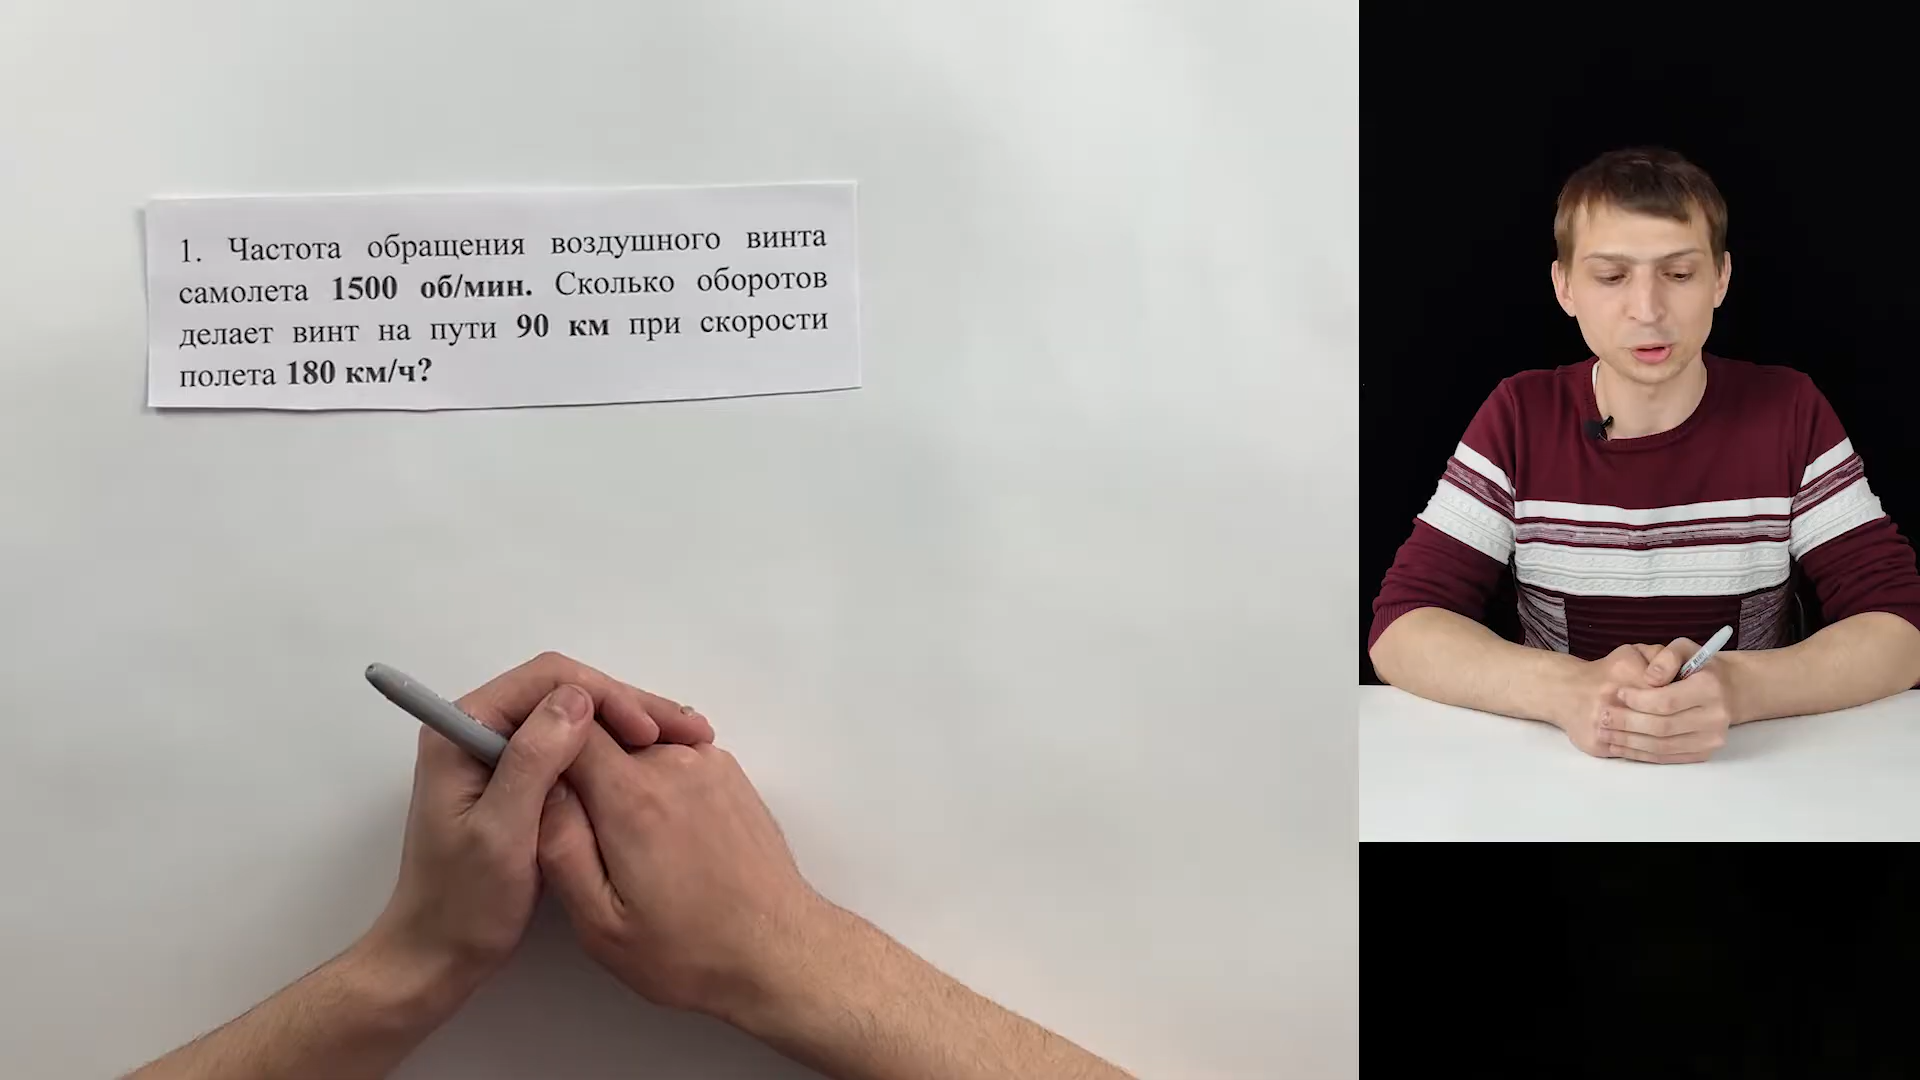 1. Частота обращения воздушного винта
самолета 1500 об/мин. Сколько оборотов
делает винт на пути 90 км при скорости
полета 180 км/ч?